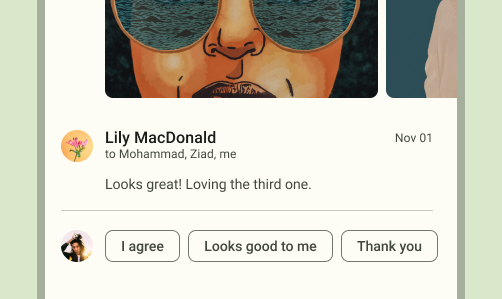 Lily MacDonald
Nov 01
to Mohammad, Ziad, me
Looks great! Loving the third one.
I agree
Looks good to me
Thank you